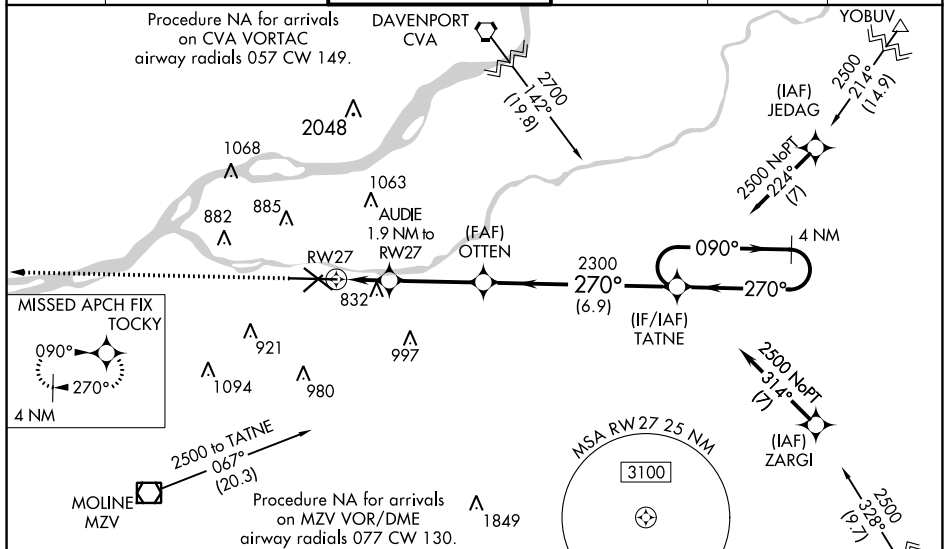 Procedure NA for arrivals
on CVA VORTAC
airway radials 057 CW 149.
DAVENPORT
CVA
2700
142°
(19.8)
YOBUV
2500
214°
(14.9)
(IAF)
JEDAG
2500 NoPT
224°
(7)
2048
1068
1063
882
885
AUDIE
1.9 NM to
RW27
(FAF)
OTTEN
RW27
832
2300
270°
(6.9)
090°
4 NM
270°
(IF/IAF)
TATNE
MISSED APCH FIX
TOCKY
090°
270°
4 NM
921
997
1094
980
2500 NoPT
314°
(7)
(IAF)
ZARGI
2500 to TATNE
067°
(20.3)
MOLINE
MZV
Procedure NA for arrivals
on MZV VOR/DME
airway radials 077 CW 130.
1849
MSA RW 27 25 NM
3100
2500
328°
(9.7)